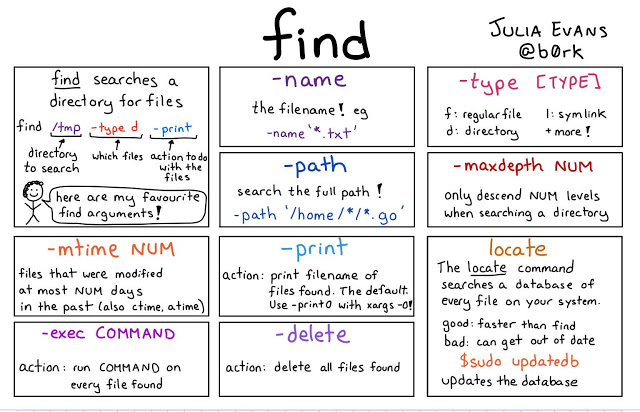 find
JULIA EVANS
@b0rk
find searches a
directory for files
find /tmp -type d -print
directory
to search
which files
action to do
with the
files
here are my favourite
find arguments!
-name
the filename! eg
-name '*.txt'
-path
search the full path!
-path '/home/*/*.go'
-type [TYPE]
f: regular file l: symlink
d: directory + more!
-maxdepth NUM
only descend NUM levels
when searching a directory
-mtime NUM
files that were modified
at most NUM days
in the past (also ctime, atime)
-print
action: print filename of
files found. The default.
Use -print0 with xargs -0!
locate
The locate command
searches a database of
every file on your system.
good: faster than find
bad: can get out of date
$sudo updatedb
updates the database
-exec COMMAND
action: run COMMAND on
every file found
-delete
action: delete all files found